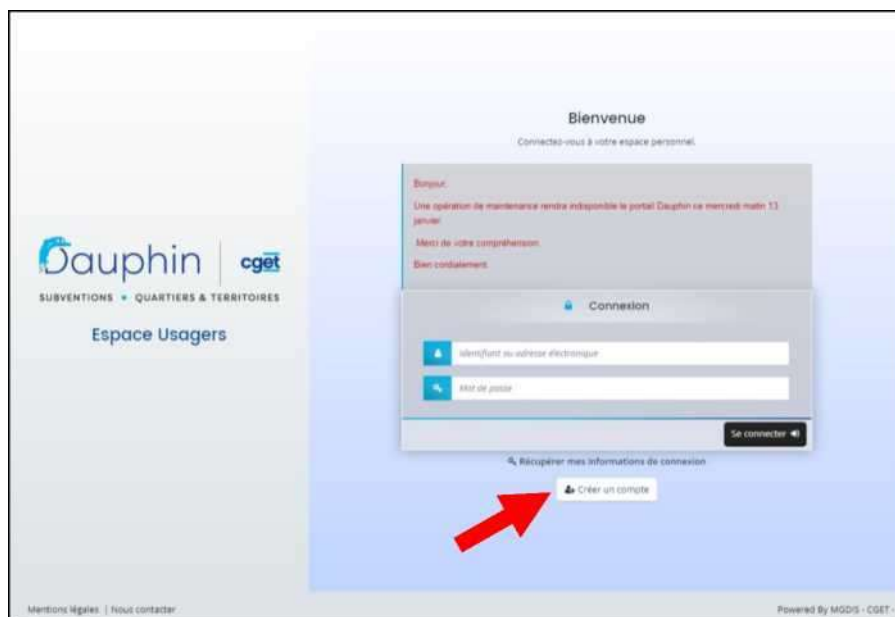 Dauphin
cget
SUBVENTIONS • QUARTIERS & TERRITOIRES
Espace Usagers
Bienvenue
Connectez-vous à votre espace personnel.
Bonjour,
Une opération de maintenance rendra indisponible le portail Dauphin ce mercredi matin 13
janvier
Merci de votre compréhension
Bien cordialement
Connexion
Identifiant ou adresse électronique
Mot de passe
Se connecter
Récupérer mes informations de connexion
Créer un compte
Mentions légales | Nous contacter
Powered By MGDIS - CGET -